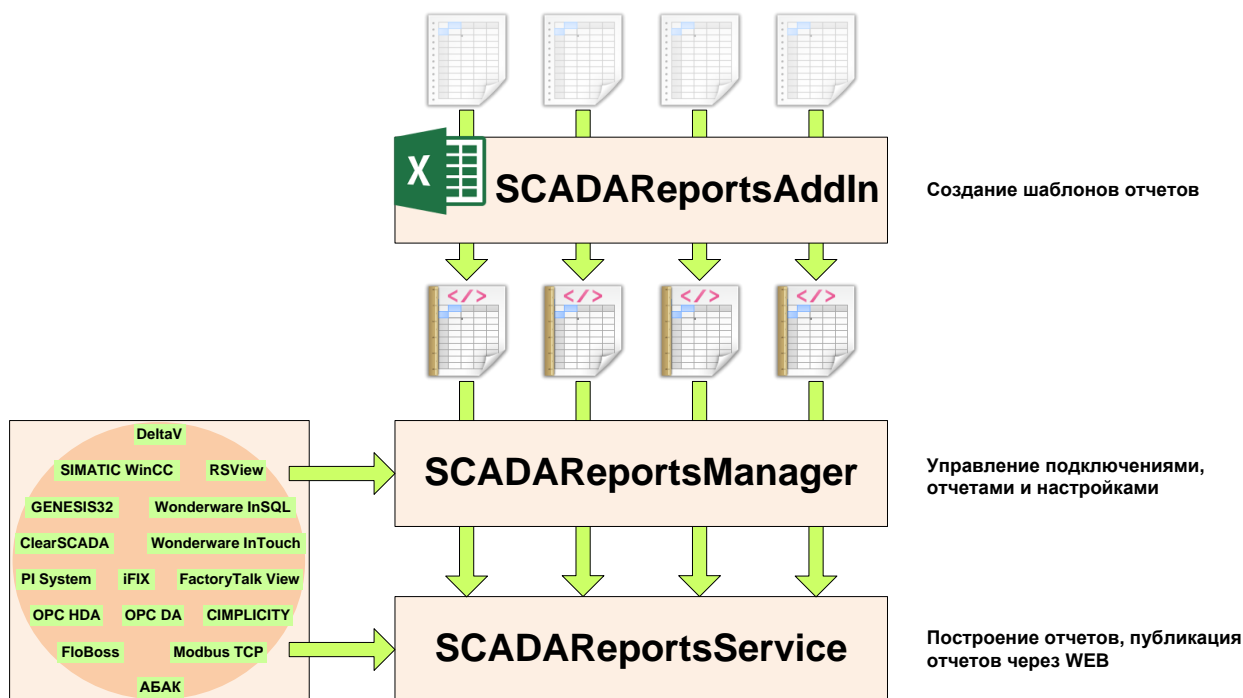 X
SCADAReportsAddIn
Создание шаблонов отчетов
</>
</>
</>
</>
DeltaV
SIMATIC WinCC
RSView
GENESIS32
Wonderware InSQL
ClearSCADA
Wonderware InTouch
PI System
iFIX
FactoryTalk View
OPC HDA
OPC DA
CIMPLICITY
FloBoss
Modbus TCP
АБАК
SCADAReportsManager
Управление подключениями,
отчетами и настройками
SCADAReportsService
Построение отчетов, публикация
отчетов через WEB